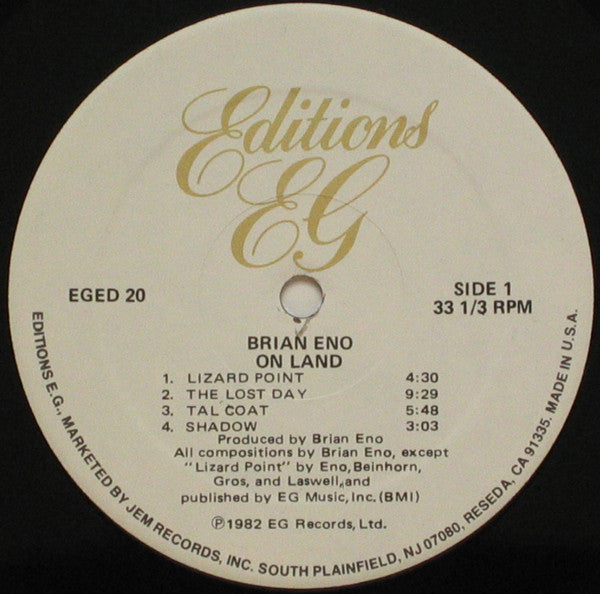 Editions
EG
EGED 20
SIDE 1
33 1/3 RPM
BRIAN ENO
ON LAND
1. LIZARD POINT 4:30
2. THE LOST DAY 9:29
3. TAL COAT 5:48
4. SHADOW 3:03
Produced by Brian Eno
All compositions by Brian Eno, except
"Lizard Point" by Eno, Beinhorn,
Gros, and Laswell, and
published by EG Music, Inc. (BMI)
℗1982 EG Records, Ltd.
EDITIONS E.G., MARKETED BY JEM RECORDS, INC. SOUTH PLAINFIELD, NJ 07080, RESEDA, CA 91335. MADE IN U.S.A.